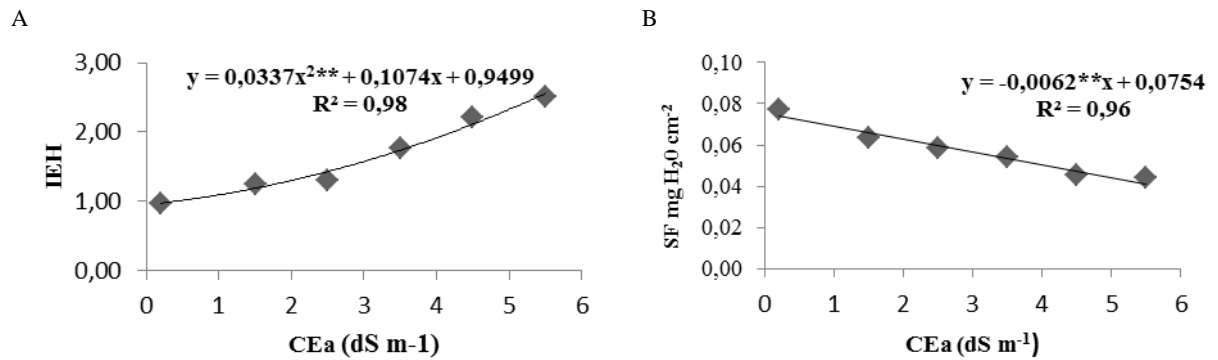 A
y = 0,0337x²** + 0,1074x + 0,9499
R² = 0,98
3,00
2,00
1,00
0,00
IEH
0 1 2 3 4 5 6
CEa (dS m-1)
B
y = -0,0062**x + 0,0754
R² = 0,96
0,10
0,08
0,06
0,04
0,02
0,00
SF mg H₂0 cm⁻²
0 1 2 3 4 5 6
CEa (dS m⁻¹)